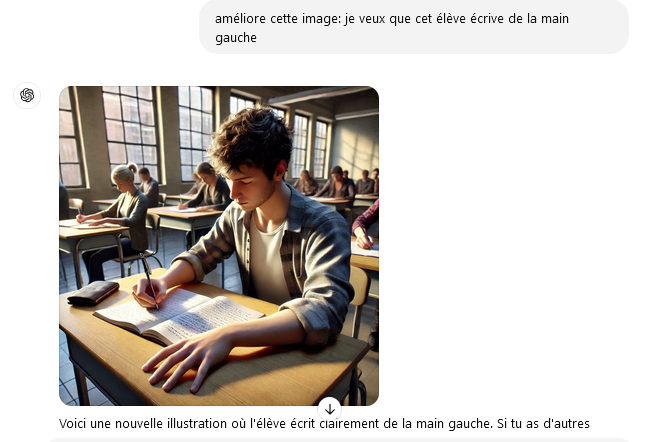 améliore cette image: je veux que cet élève écrive de la main
gauche
Voici une nouvelle illustration où l'élève écrit clairement de la main gauche. Si tu as d'autres